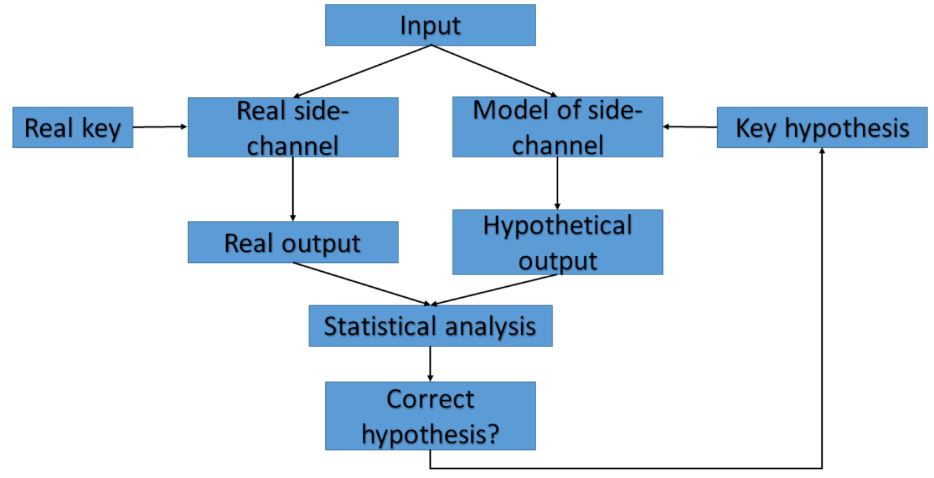 Input
Real key
Real side-
channel
Model of side-
channel
Key hypothesis
Real output
Hypothetical
output
Statistical analysis
Correct
hypothesis?